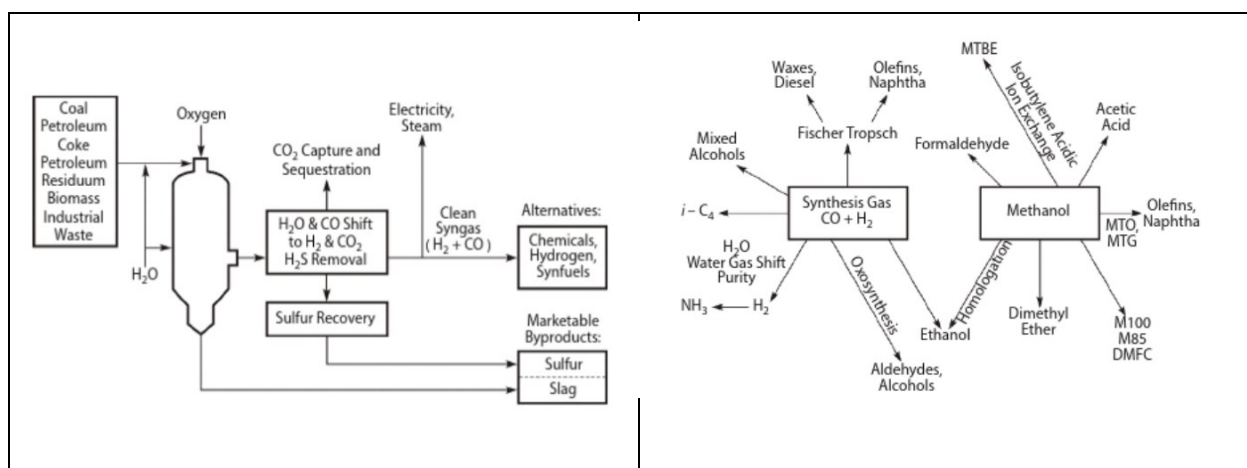 Coal
Petroleum
Coke
Petroleum
Residuum
Biomass
Industrial
Waste
Oxygen
H₂O
CO₂ Capture and
Sequestration
H₂O & CO Shift
to H₂ & CO₂
H₂S Removal
Sulfur Recovery
Electricity,
Steam
Clean
Syngas
(H₂ + CO)
Alternatives:
Chemicals,
Hydrogen,
Synfuels
Marketable
Byproducts:
Sulfur
Slag
Waxes,
Diesel
Olefins,
Naphtha
Fischer Tropsch
Mixed
Alcohols
Synthesis Gas
CO + H₂
i – C₄
H₂O
Water Gas Shift
Purity
NH₃
H₂
Oxosynthesis
Aldehydes,
Alcohols
Ethanol
Homologation
MTBE
Isobutylene Acidic
Ion Exchange
Acetic
Acid
Formaldehyde
Methanol
Olefins,
Naphtha
MTO,
MTG
Dimethyl
Ether
M100
M85
DMFC